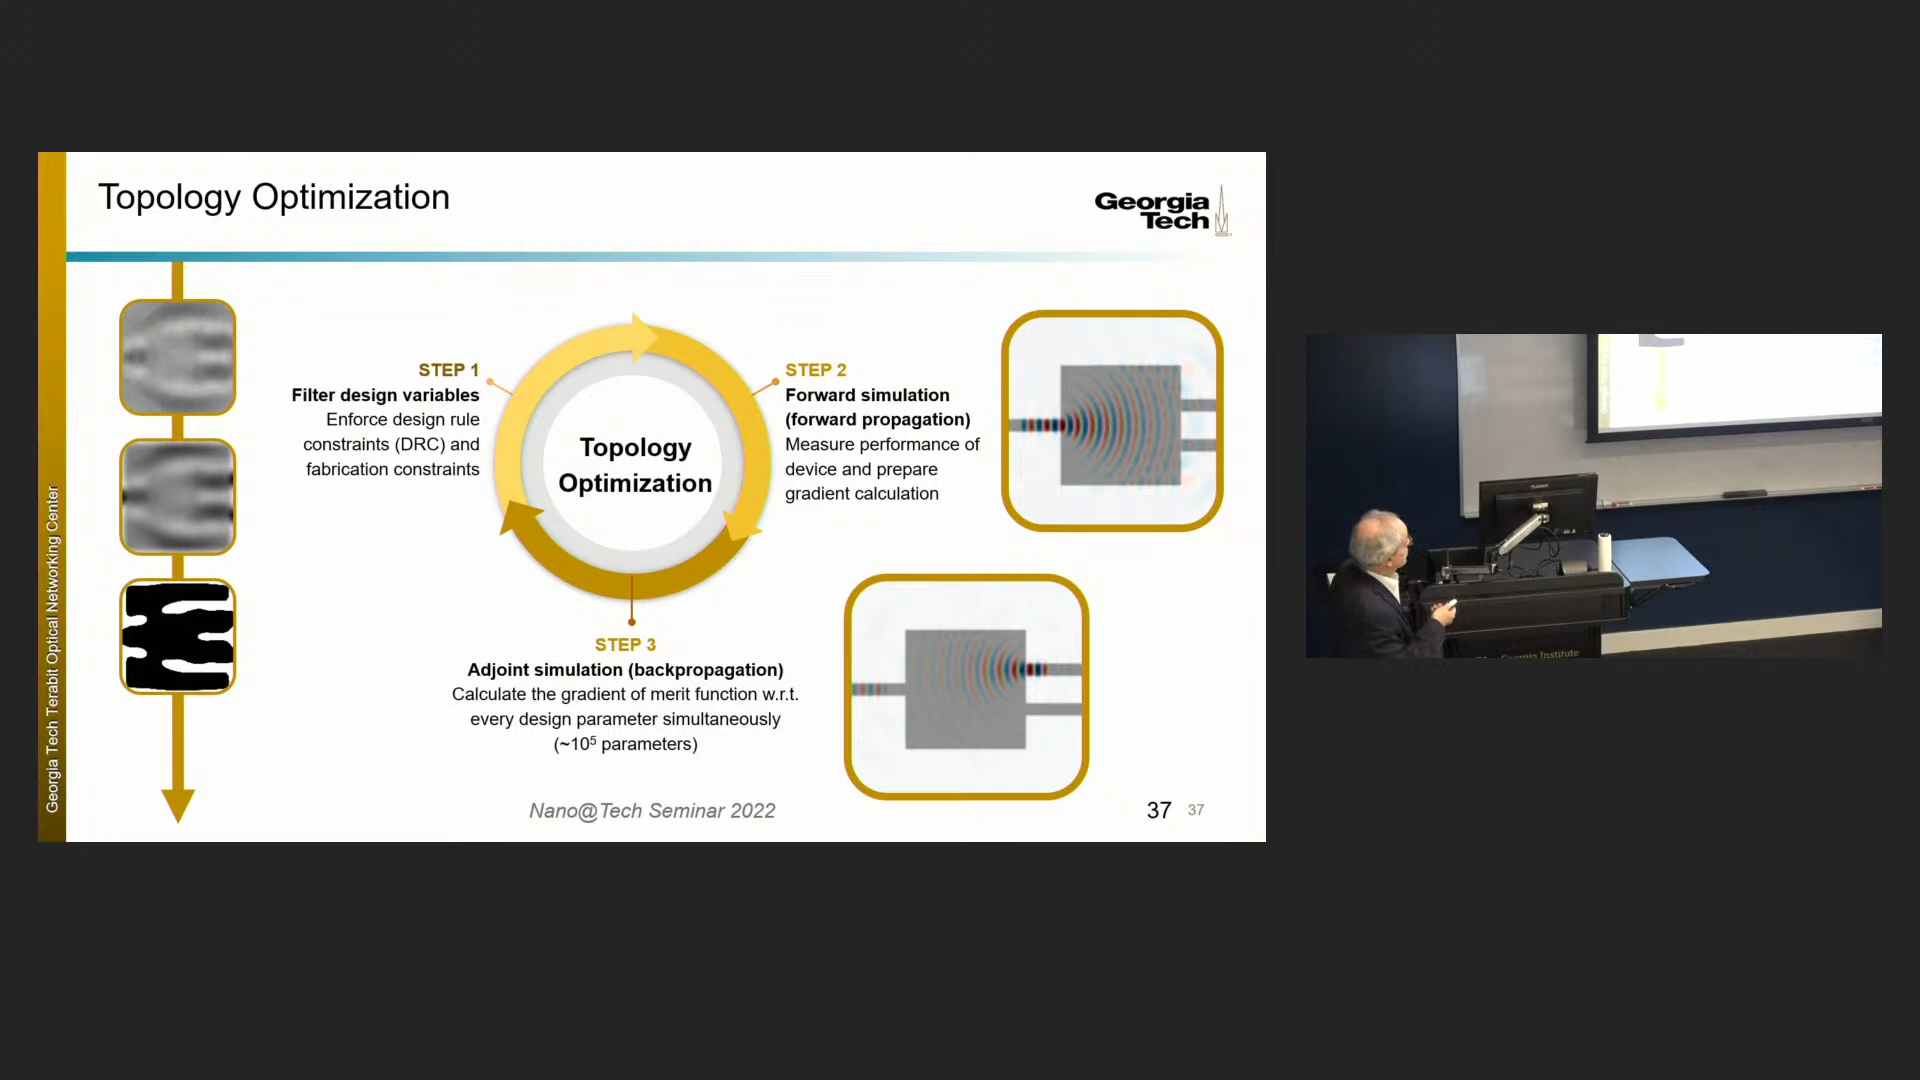 Topology Optimization
Georgia
Tech
STEP 1
Filter design variables
Enforce design rule
constraints (DRC) and
fabrication constraints
Topology
Optimization
STEP 2
Forward simulation
(forward propagation)
Measure performance of
device and prepare
gradient calculation
STEP 3
Adjoint simulation (backpropagation)
Calculate the gradient of merit function w.r.t.
every design parameter simultaneously
(~10⁵ parameters)
Georgia Tech Terabit Optical Networking Center
Nano@Tech Seminar 2022
37
37
Georgia Institute